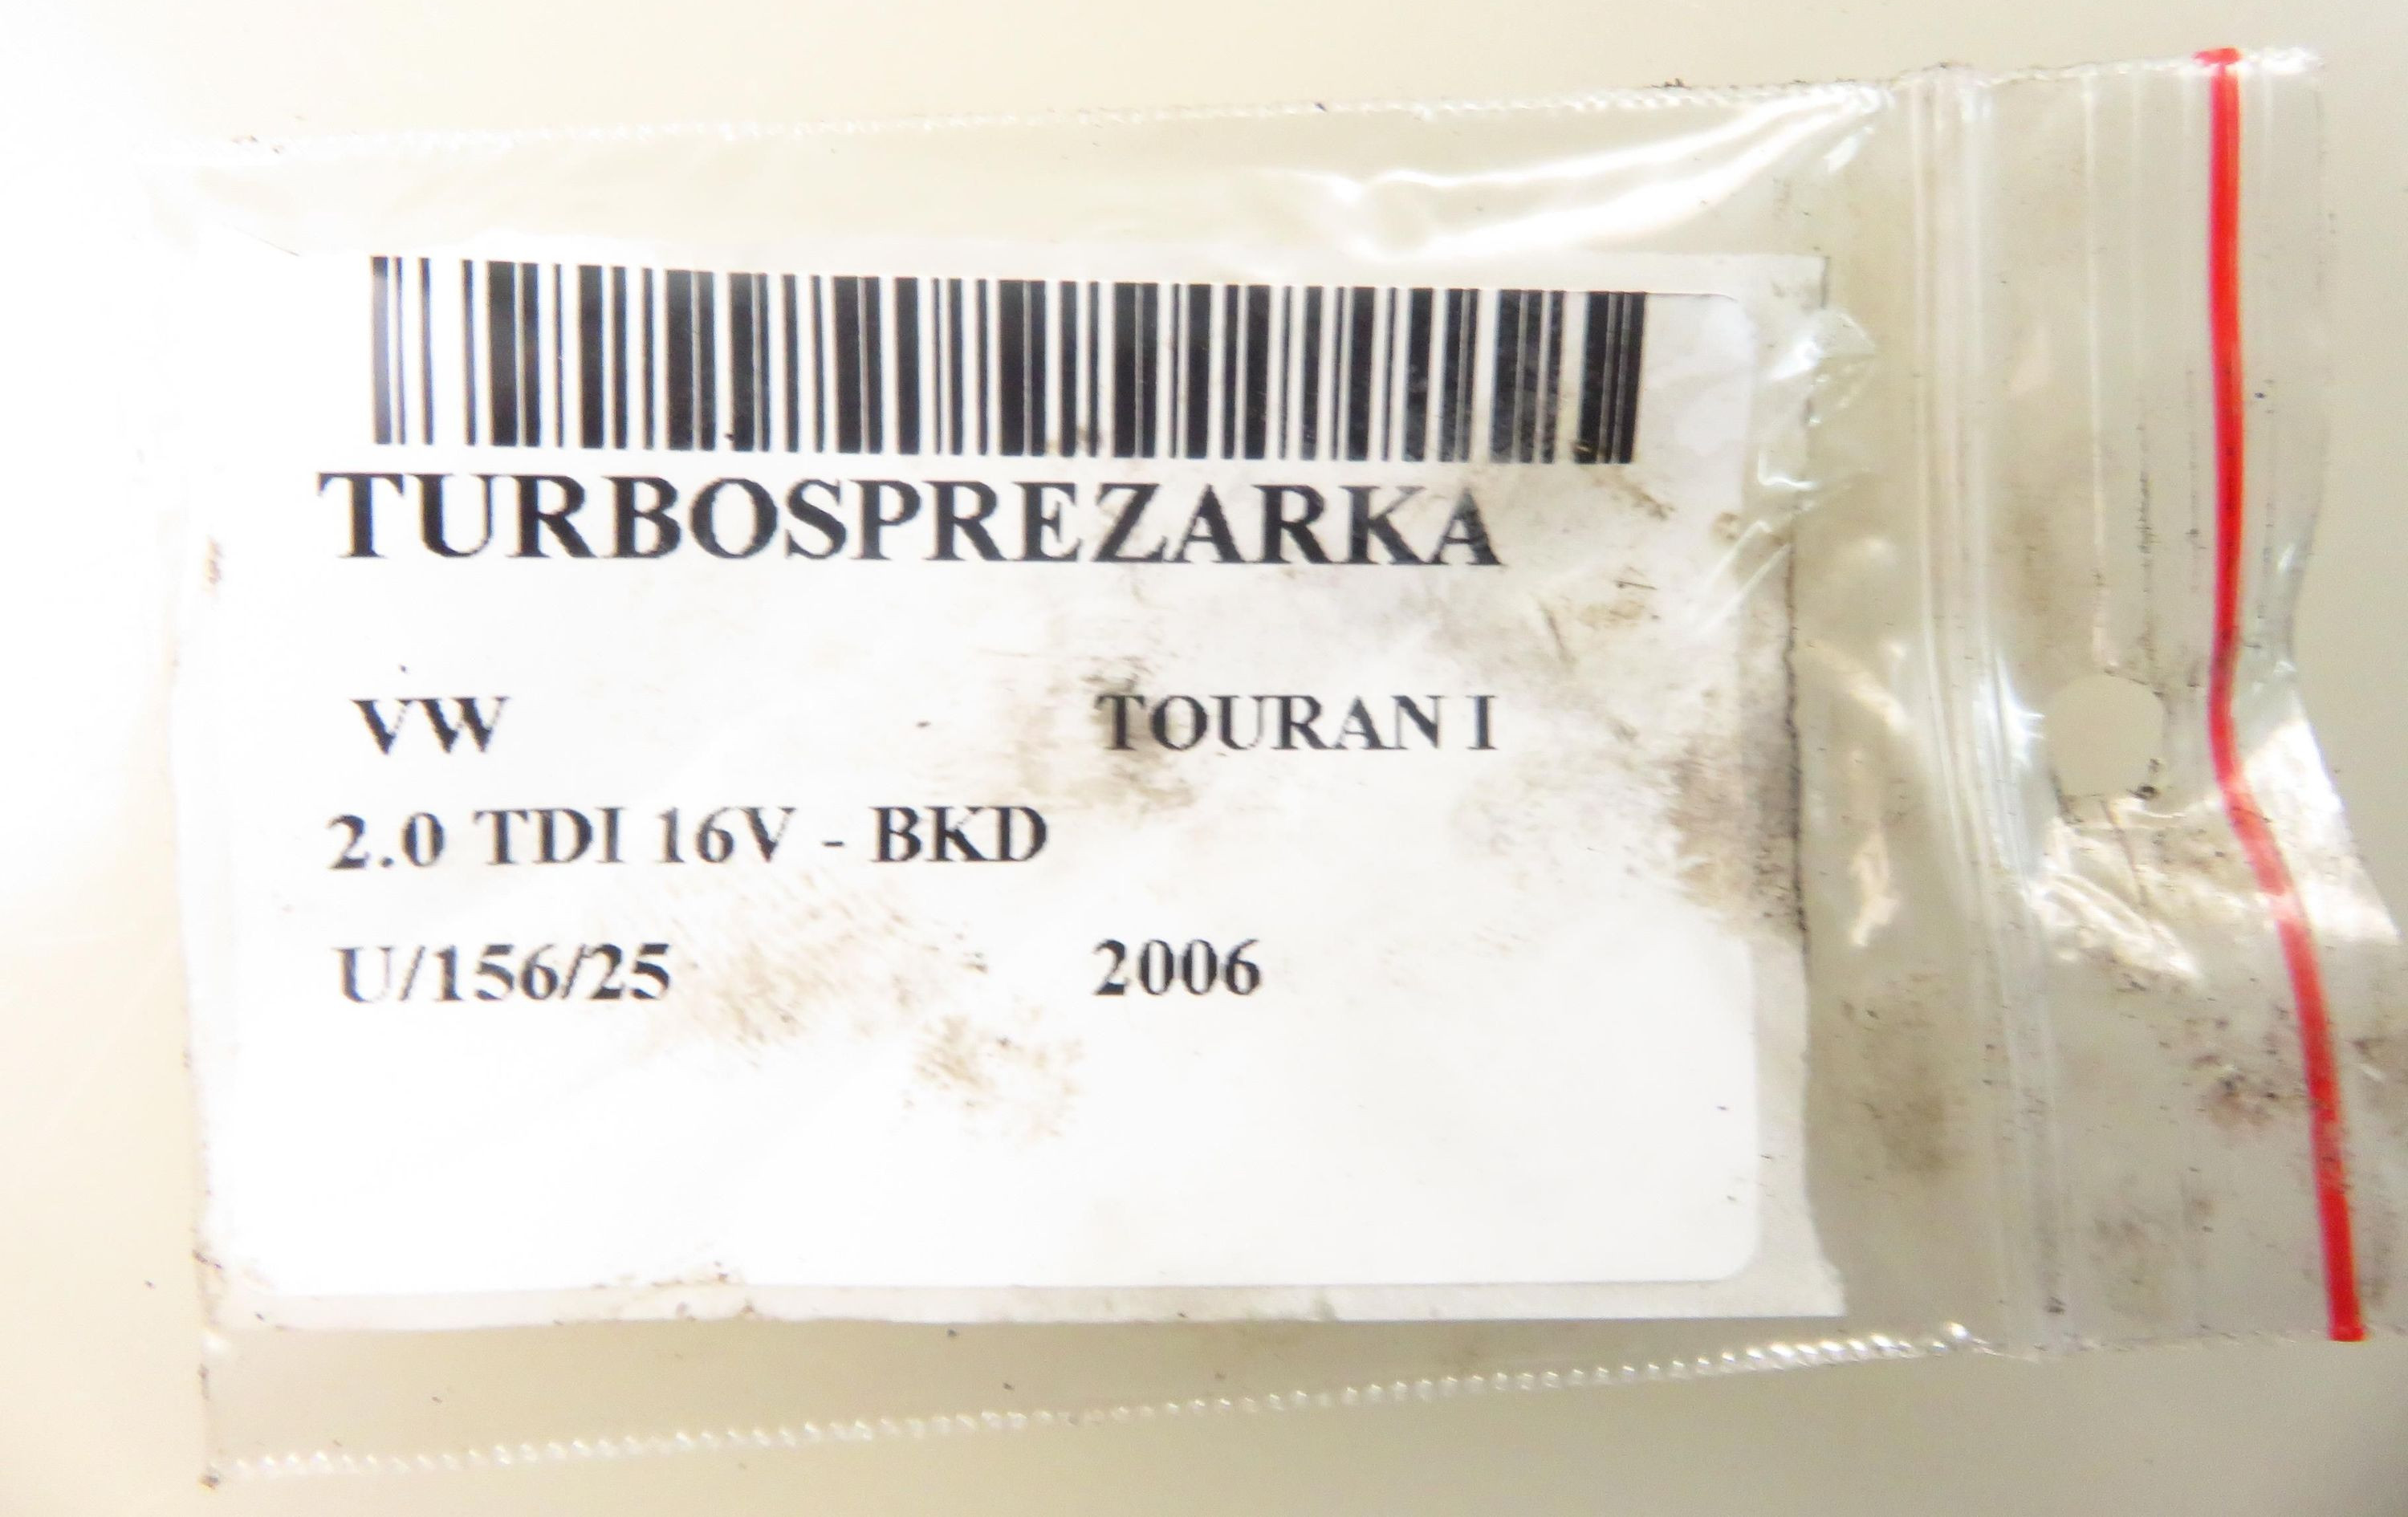 TURBOSPREZARKA
VW TOURAN I
2.0 TDI 16V - BKD
U/156/25 2006